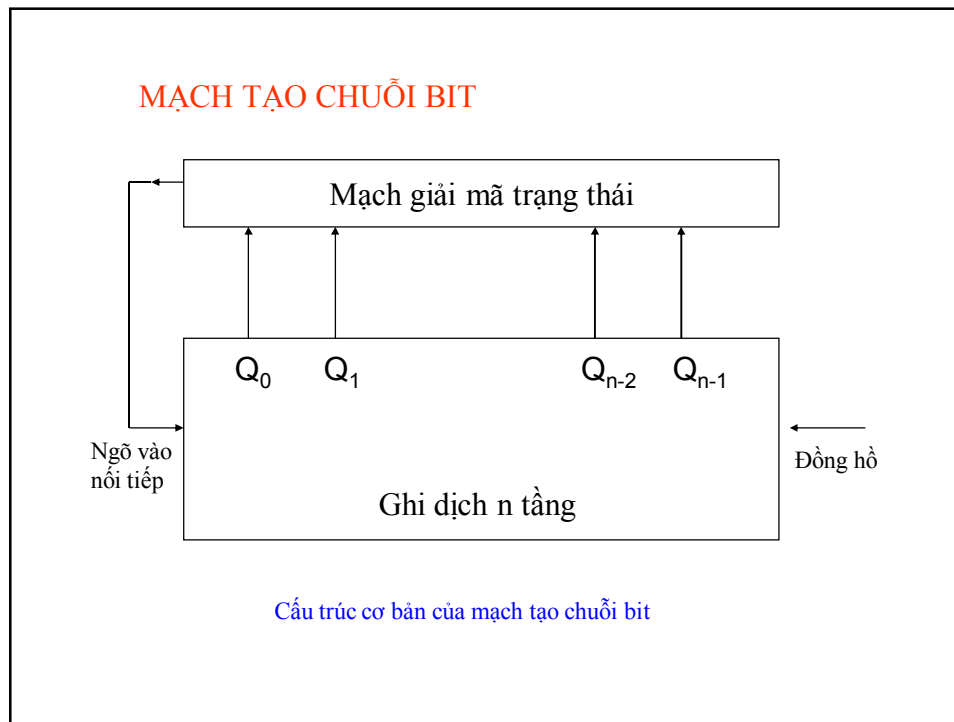 MẠCH TẠO CHUỖI BIT
Mạch giải mã trạng thái
Q0 Q1 Qn-2 Qn-1
Ngõ vào
nối tiếp
Đồng hồ
Ghi dịch n tầng
Cấu trúc cơ bản của mạch tạo chuỗi bit